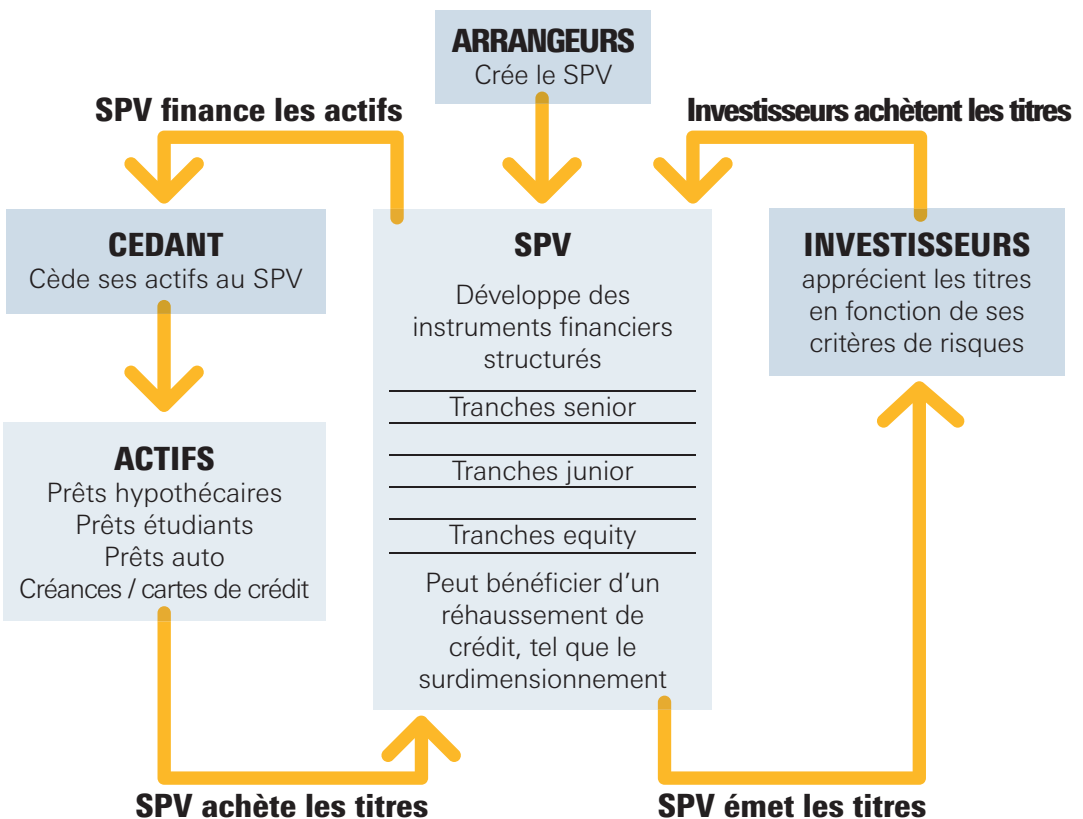 ARRANGEURS
Crée le SPV
SPV finance les actifs
Investisseurs achètent les titres
CEDANT
Cède ses actifs au SPV
SPV
Développe des
instruments financiers
structurés
Tranches senior
Tranches junior
Tranches equity
Peut bénéficier d’un
réhaussement de
crédit, tel que le
surdimensionnement
INVESTISSEURS
apprécient les titres
en fonction de ses
critères de risques
ACTIFS
Prêts hypothécaires
Prêts étudiants
Prêts auto
Créances / cartes de crédit
SPV achète les titres
SPV émet les titres